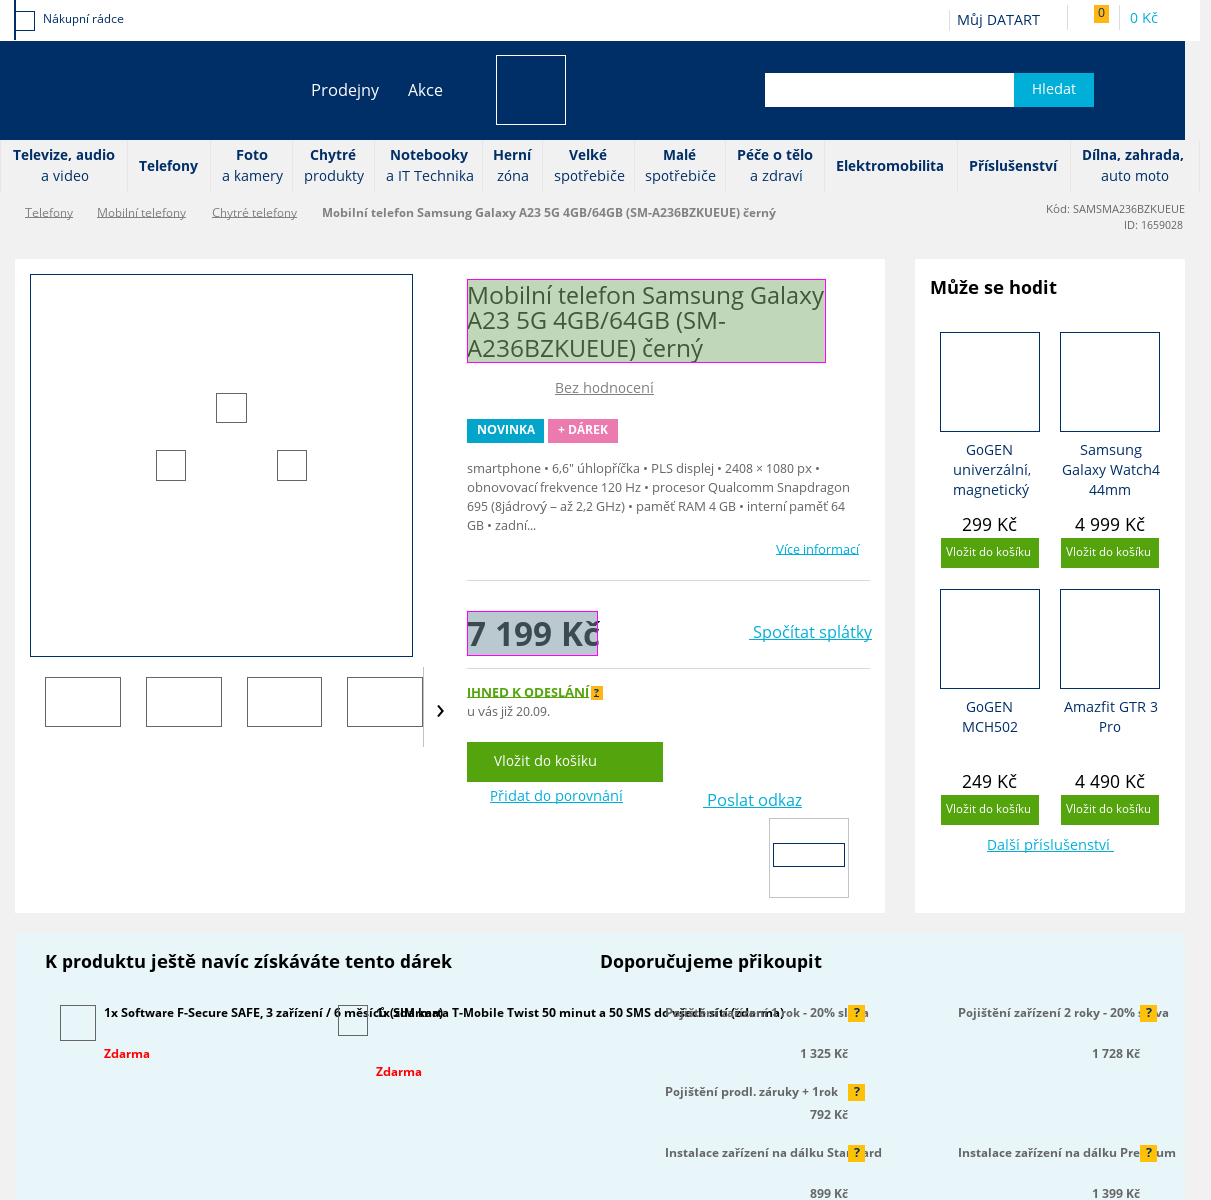 Nákupní rádce
Můj DATART
0
0 Kč
Prodejny
Akce
Hledat
Televize, audio
a video
Telefony
Foto
a kamery
Chytré
produkty
Notebooky
a IT Technika
Herní
zóna
Velké
spotřebiče
Malé
spotřebiče
Péče o tělo
a zdraví
Elektromobilita
Příslušenství
Dílna, zahrada,
auto moto
Telefony
Mobilní telefony
Chytré telefony
Mobilní telefon Samsung Galaxy A23 5G 4GB/64GB (SM-A236BZKUEUE) černý
Kód: SAMSMA236BZKUEUE
ID: 1659028
Mobilní telefon Samsung Galaxy
A23 5G 4GB/64GB (SM-
A236BZKUEUE) černý
Bez hodnocení
NOVINKA
+ DÁREK
smartphone • 6,6" úhlopříčka • PLS displej • 2408 × 1080 px •
obnovovací frekvence 120 Hz • procesor Qualcomm Snapdragon
695 (8jádrový – až 2,2 GHz) • paměť RAM 4 GB • interní paměť 64
GB • zadní...
Více informací
7 199 Kč
Spočítat splátky
IHNED K ODESLÁNÍ ?
u vás již 20.09.
Vložit do košíku
Přidat do porovnání
Poslat odkaz
Může se hodit
GoGEN
univerzální,
magnetický
299 Kč
Vložit do košíku
Samsung
Galaxy Watch4
44mm
4 999 Kč
Vložit do košíku
GoGEN
MCH502
249 Kč
Vložit do košíku
Amazfit GTR 3
Pro
4 490 Kč
Vložit do košíku
Další příslušenství
K produktu ještě navíc získáváte tento dárek
1x Software F-Secure SAFE, 3 zařízení / 6 měsíců (zdarma)
Zdarma
1x SIM karta T-Mobile Twist 50 minut a 50 SMS do všech sítí (zdarma)
Zdarma
Doporučujeme přikoupit
Pojištění zařízení 1 rok - 20% sleva
?
1 325 Kč
Pojištění zařízení 2 roky - 20% sleva
?
1 728 Kč
Pojištění prodl. záruky + 1rok
?
792 Kč
Instalace zařízení na dálku Standard
?
899 Kč
Instalace zařízení na dálku Premium
?
1 399 Kč